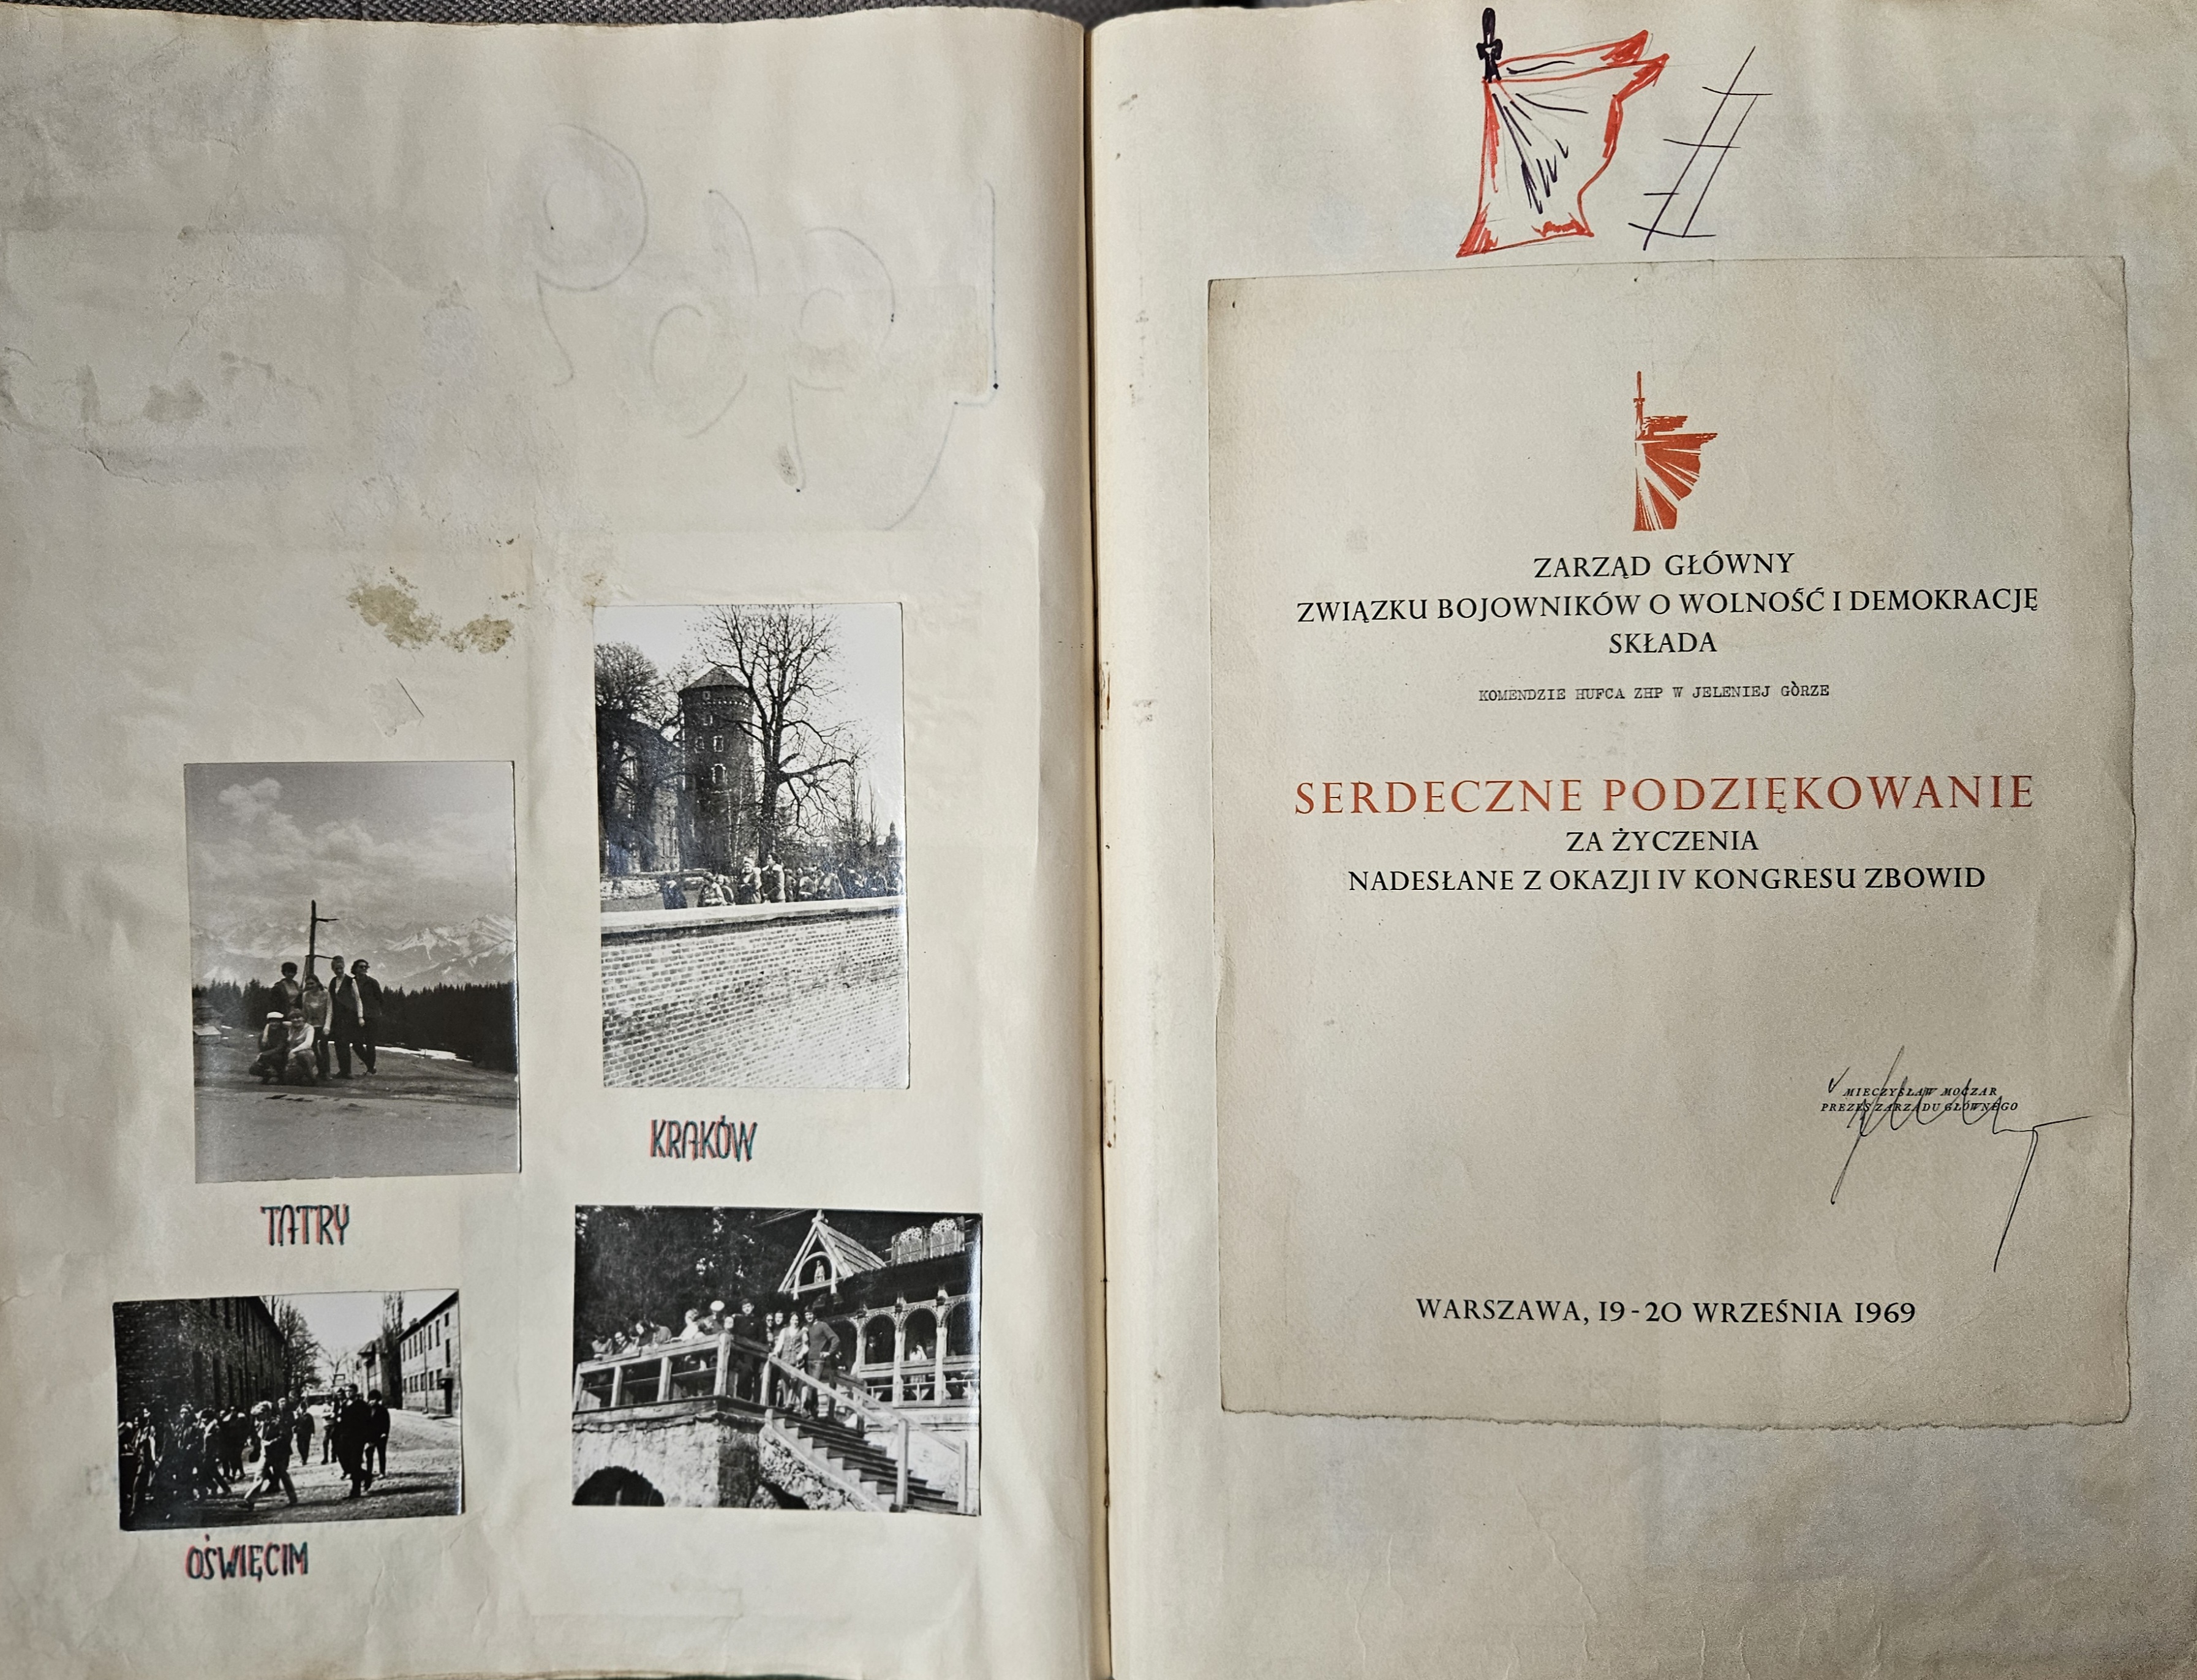 KRAKÓW
TATRY
OŚWIĘCIM
ZARZĄD GŁÓWNY
ZWIĄZKU BOJOWNIKÓW O WOLNOŚĆ I DEMOKRACJĘ
SKŁADA
KOMENDZIE HUFCA ZHP W JELENIEJ GÒRZE
SERDECZNE PODZIĘKOWANIE
ZA ŻYCZENIA
NADESŁANE Z OKAZJI IV KONGRESU ZBOWID
MIECZYSŁAW MOCZAR
PREZES ZARZĄDU GŁÓWNEGO
WARSZAWA, 19-20 WRZEŚNIA 1969